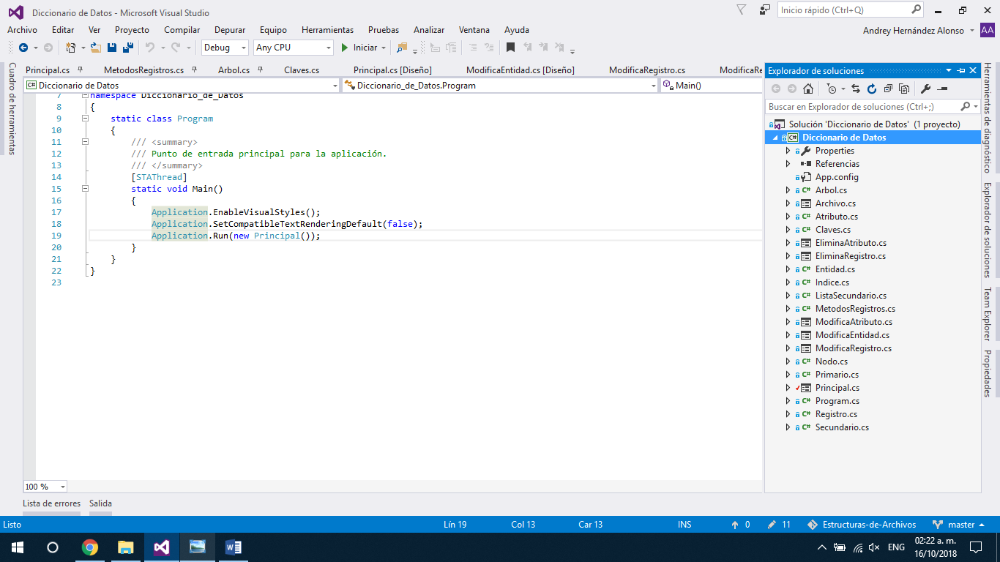 Diccionario de Datos - Microsoft Visual Studio
Inicio rápido (Ctrl+Q)
Archivo Editar Ver Proyecto Compilar Depurar Equipo Herramientas Pruebas Analizar Ventana Ayuda
Andrey Hernández Alonso AA
Debug Any CPU Iniciar
Cuadro de herramientas
Principal.cs MetodosRegistros.cs Arbol.cs Claves.cs Principal.cs [Diseño] ModificaEntidad.cs [Diseño] ModificaRegistro.cs ModificaRe
Diccionario de Datos Diccionario_de_Datos.Program Main()
7 namespace Diccionario_de_Datos
8 {
9 static class Program
10 {
11 /// <summary>
12 /// Punto de entrada principal para la aplicación.
13 /// </summary>
14 [STAThread]
15 static void Main()
16 {
17 Application.EnableVisualStyles();
18 Application.SetCompatibleTextRenderingDefault(false);
19 Application.Run(new Principal());
20 }
21 }
22 }
23
100 %
Explorador de soluciones
Buscar en Explorador de soluciones (Ctrl+;)
Solución 'Diccionario de Datos' (1 proyecto)
C# Diccionario de Datos
Properties
Referencias
App.config
C# Arbol.cs
Archivo.cs
C# Atributo.cs
C# Claves.cs
EliminaAtributo.cs
EliminaRegistro.cs
C# Entidad.cs
C# Indice.cs
C# ListaSecundario.cs
C# MetodosRegistros.cs
ModificaAtributo.cs
ModificaEntidad.cs
ModificaRegistro.cs
C# Nodo.cs
C# Primario.cs
Principal.cs
C# Program.cs
C# Registro.cs
C# Secundario.cs
Herramientas de diagnóstico
Explorador de soluciones
Team Explorer
Propiedades
Lista de errores Salida
Listo Lín 19 Col 13 Car 13 INS 0 11 Estructuras-de-Archivos master
ENG 02:22 a. m.
16/10/2018